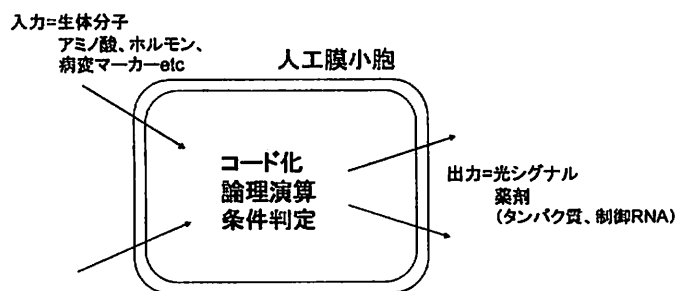 入力=生体分子
アミノ酸、ホルモン、
病変マーカーetc
人工膜小胞
コード化
論理演算
条件判定
出力=光シグナル
薬剤
(タンパク質、制御RNA)